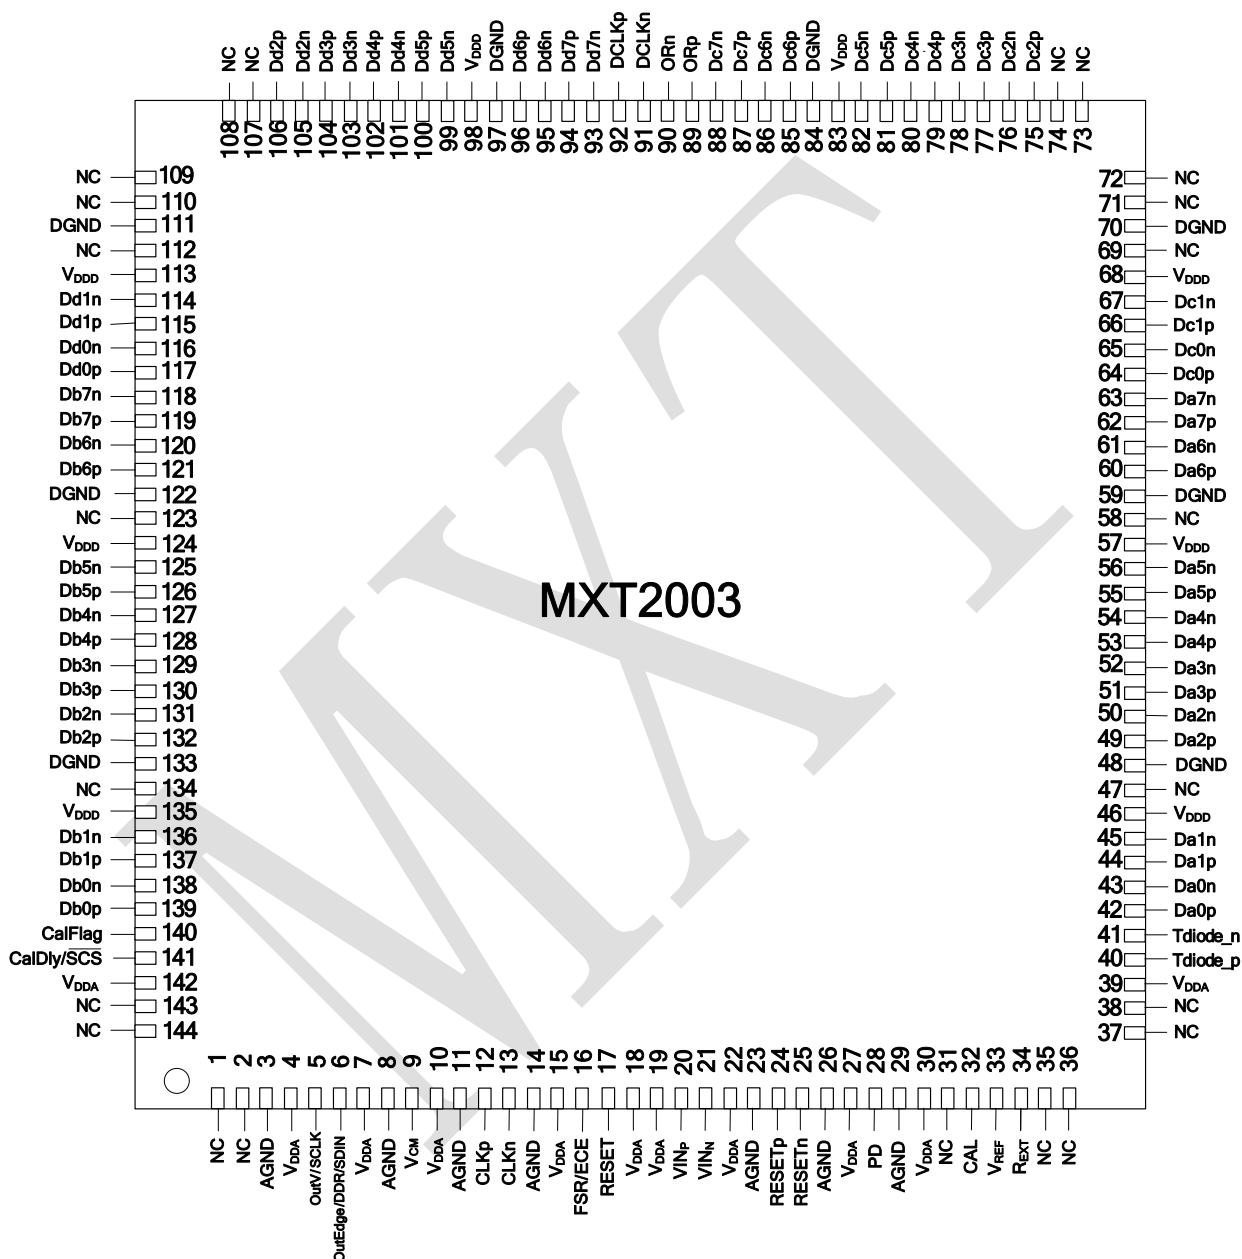 NC NC Dd2p Dd2n Dd3p Dd3n Dd4p Dd4n Dd5p Dd5n VDDD DGND Dd6p Dd6n Dd7p Dd7n DCLKp DCLKn ORn ORp Dc7n Dc7p Dc6n Dc6p DGND VDDD Dc5n Dc5p Dc4n Dc4p Dc3n Dc3p Dc2n Dc2p NC NC
108 107 106 105 104 103 102 101 100 99 98 97 96 95 94 93 92 91 90 89 88 87 86 85 84 83 82 81 80 79 78 77 76 75 74 73
NC 109 72 NC
NC 110 71 NC
DGND 111 70 DGND
NC 112 69 NC
VDDD 113 68 VDDD
Dd1n 114 67 Dc1n
Dd1p 115 66 Dc1p
Dd0n 116 65 Dc0n
Dd0p 117 64 Dc0p
Db7n 118 63 Da7n
Db7p 119 62 Da7p
Db6n 120 61 Da6n
Db6p 121 60 Da6p
DGND 122 59 DGND
NC 123 58 NC
VDDD 124 57 VDDD
Db5n 125 56 Da5n
Db5p 126 55 Da5p
MXT2003
Db4n 127 54 Da4n
Db4p 128 53 Da4p
Db3n 129 52 Da3n
Db3p 130 51 Da3p
Db2n 131 50 Da2n
Db2p 132 49 Da2p
DGND 133 48 DGND
NC 134 47 NC
VDDD 135 46 VDDD
Db1n 136 45 Da1n
Db1p 137 44 Da1p
Db0n 138 43 Da0n
Db0p 139 42 Da0p
CalFlag 140 41 Tdiode_n
CalDly/SCS 141 40 Tdiode_p
VDDA 142 39 VDDA
NC 143 38 NC
NC 144 37 NC
1 2 3 4 5 6 7 8 9 10 11 12 13 14 15 16 17 18 19 20 21 22 23 24 25 26 27 28 29 30 31 32 33 34 35 36
NC NC AGND VDDA OutV/SCLK OutEdge/DDR/SDIN VDDA AGND VCM VDDA AGND CLKp CLKn AGND VDDA FSR/ECE RESET VDDA VDDA VINP VINN VDDA AGND RESETp RESETn AGND VDDA PD AGND VDDA NC CAL VREF REXT NC NC
MXT